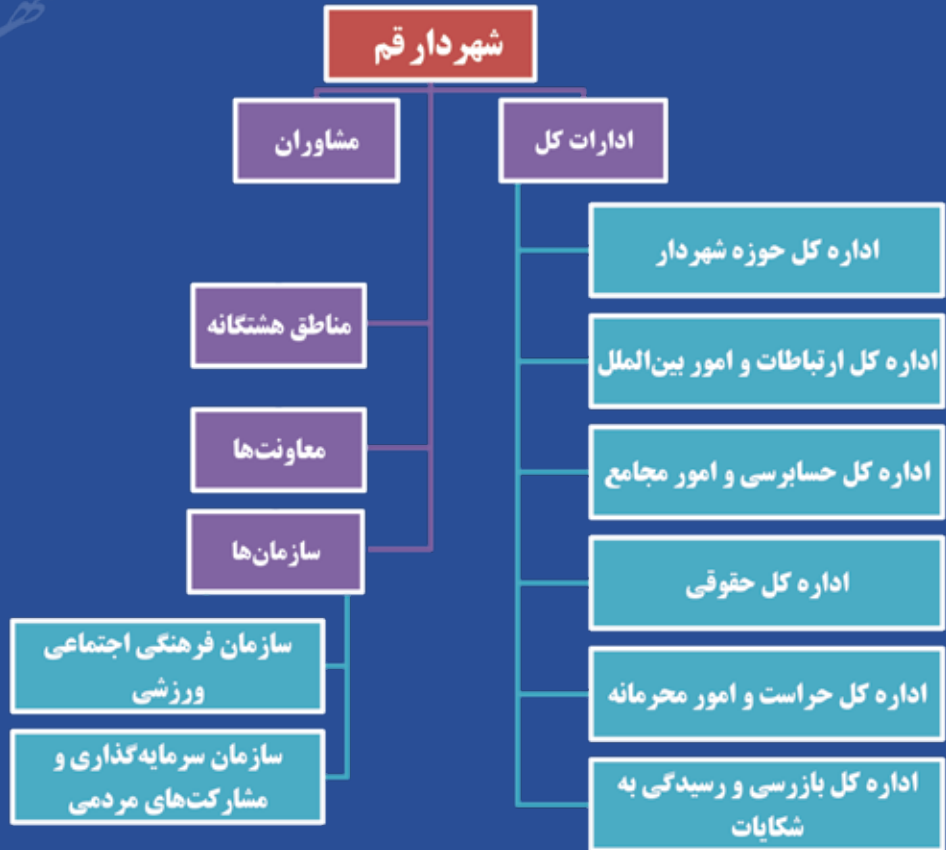 شهردار قم
ادارات کل
مشاوران
اداره کل حوزه شهردار
اداره کل ارتباطات و امور بین‌الملل
اداره کل حسابرسی و امور مجامع
اداره کل حقوقی
اداره کل حراست و امور محرمانه
اداره کل بازرسی و رسیدگی به
شکایات
مناطق هشتگانه
معاونت‌ها
سازمان‌ها
سازمان فرهنگی اجتماعی
ورزشی
سازمان سرمایه‌گذاری و
مشارکت‌های مردمی